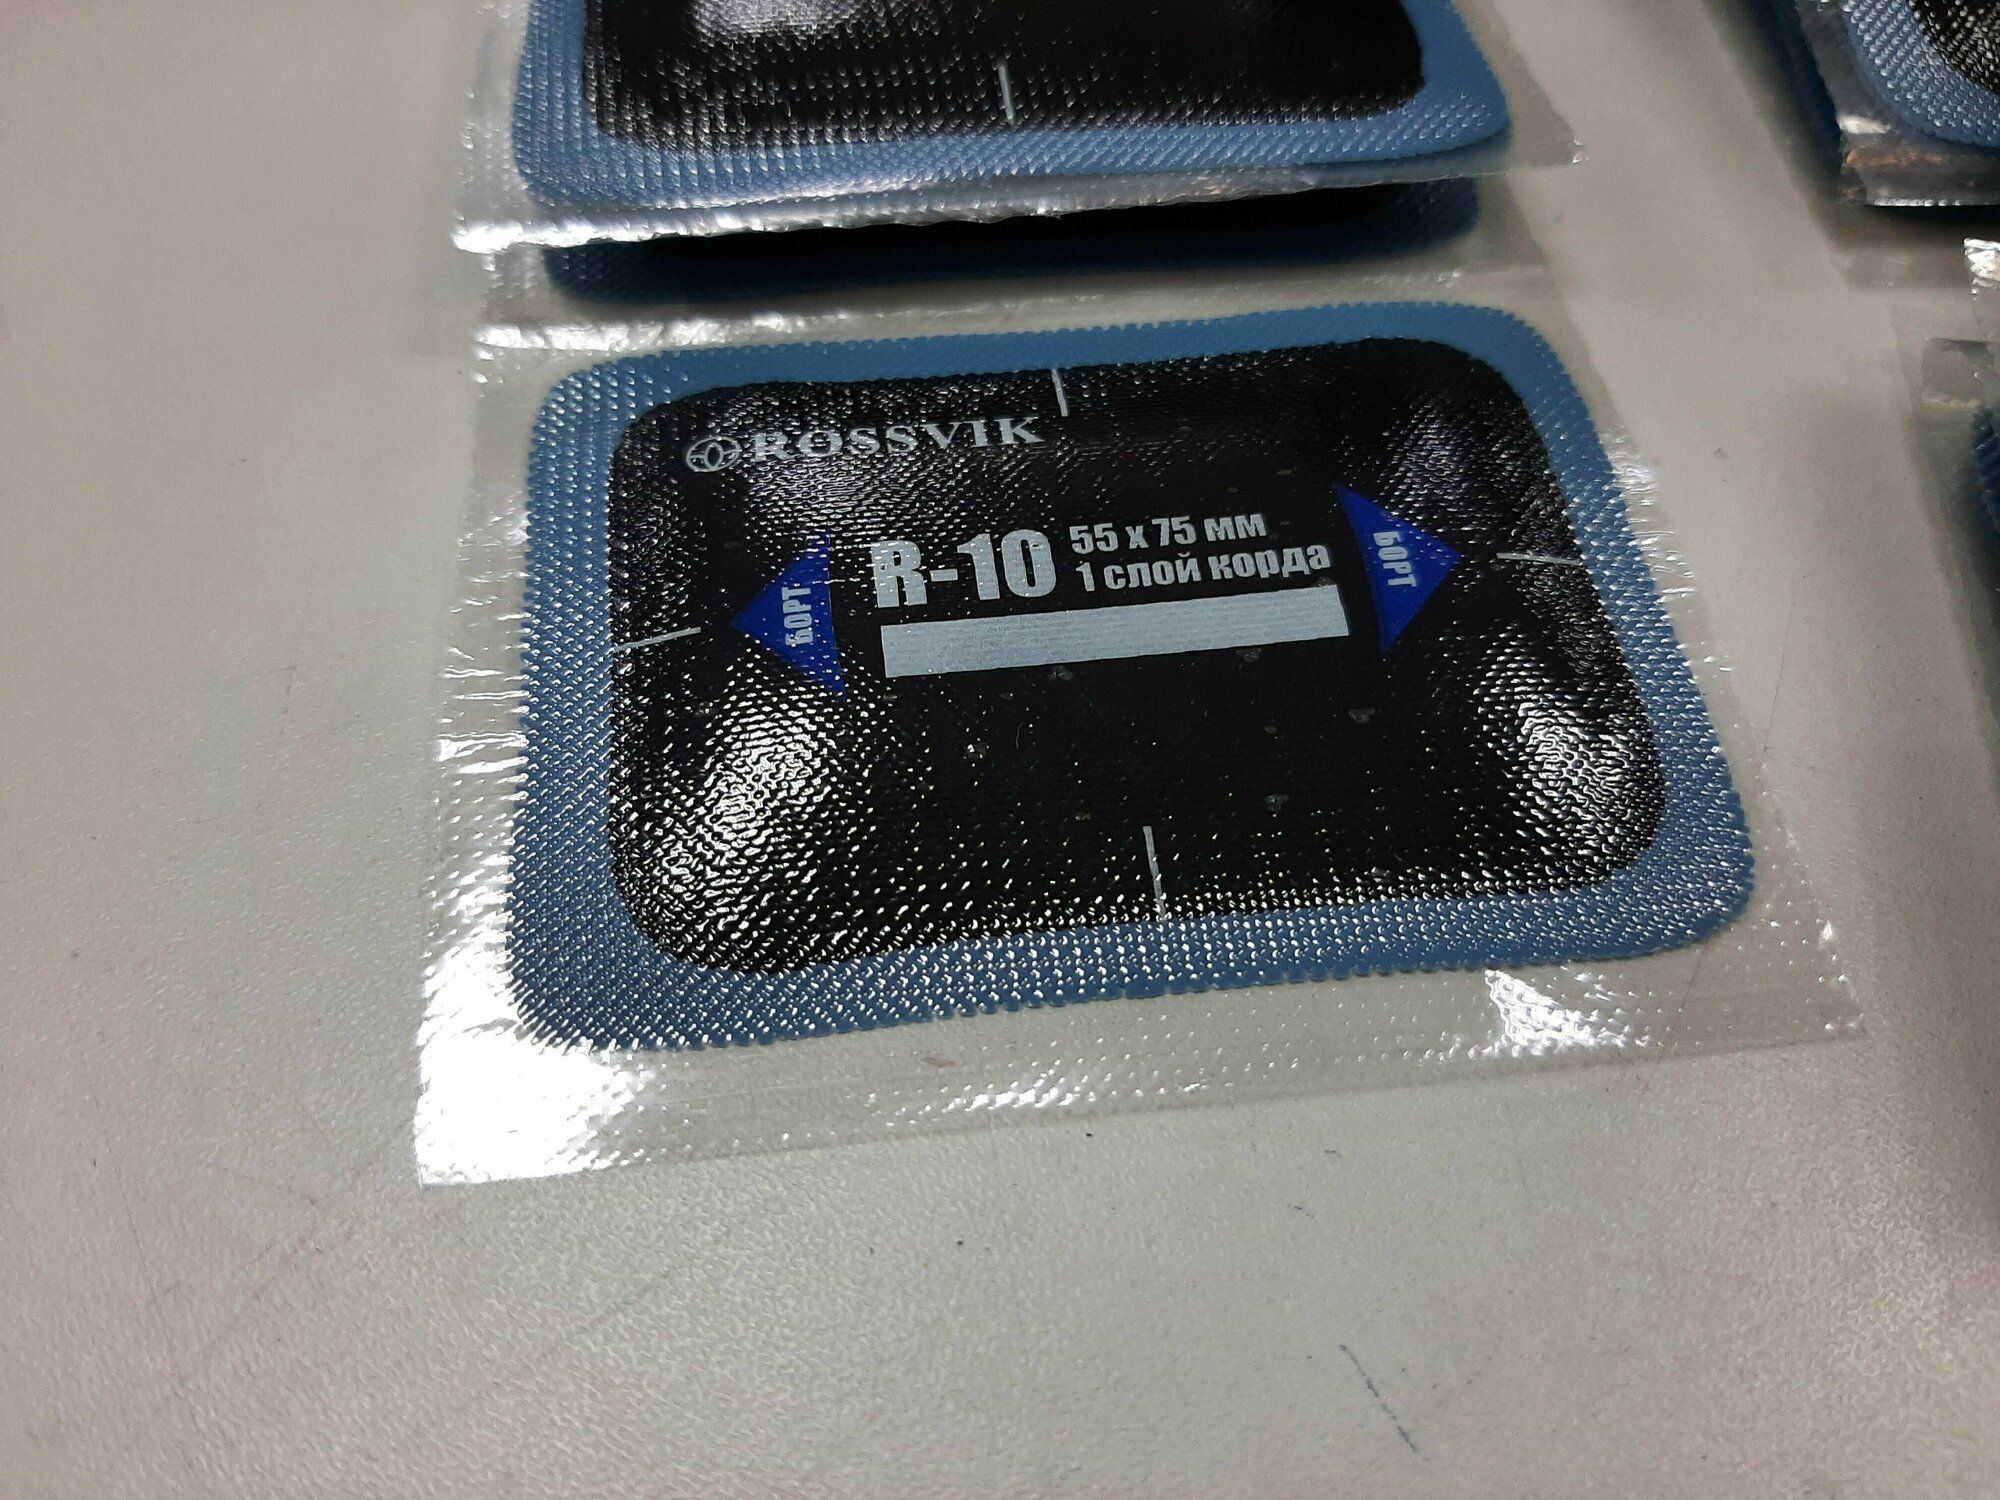 ROSSVIK
R-10
55 x 75 мм
1 слой корда
БОРТ
БОРТ